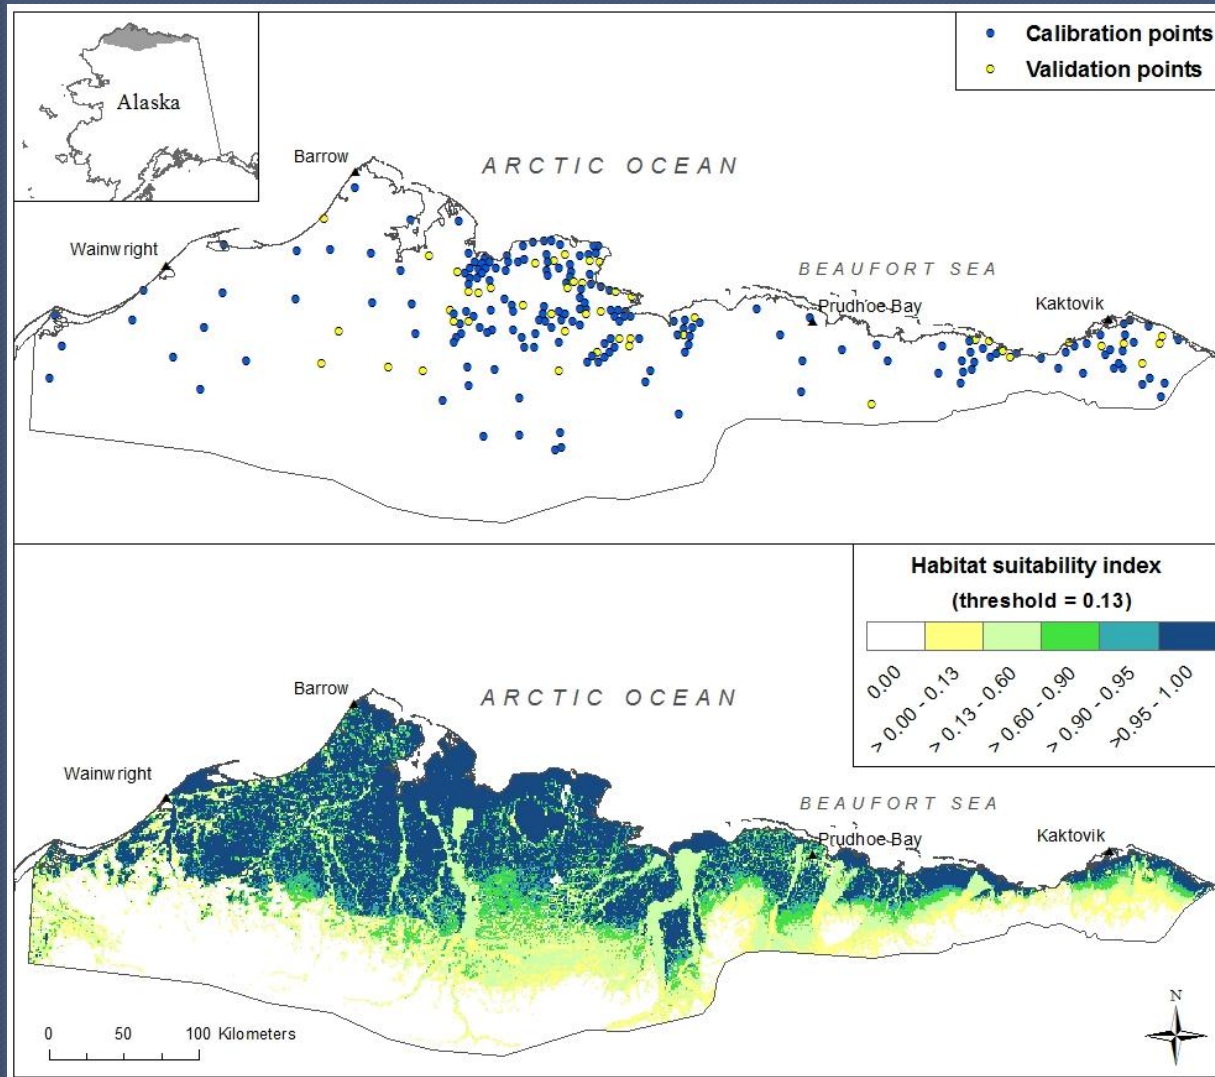 Alaska
Calibration points
Validation points
Barrow
ARCTIC OCEAN
Wainwright
BEAUFORT SEA
Prudhoe Bay
Kaktovik
Habitat suitability index
(threshold = 0.13)
0.00
> 0.00 - 0.13
> 0.13 - 0.60
> 0.60 - 0.90
> 0.90 - 0.95
>0.95 - 1.00
Barrow
ARCTIC OCEAN
Wainwright
BEAUFORT SEA
Prudhoe Bay
Kaktovik
N
0 50 100 Kilometers